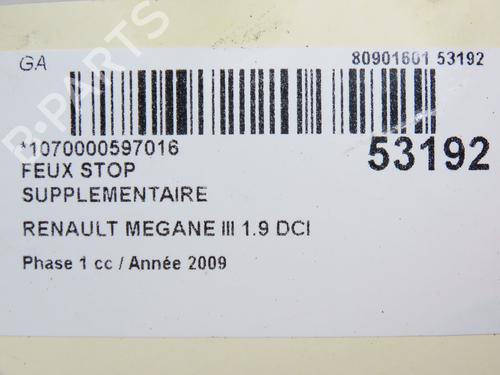 GA
80901601 53192
*1070000597016
53192
FEUX STOP
SUPPLEMENTAIRE
RENAULT MEGANE III 1.9 DCI
Phase 1 cc / Année 2009
B-PARTS